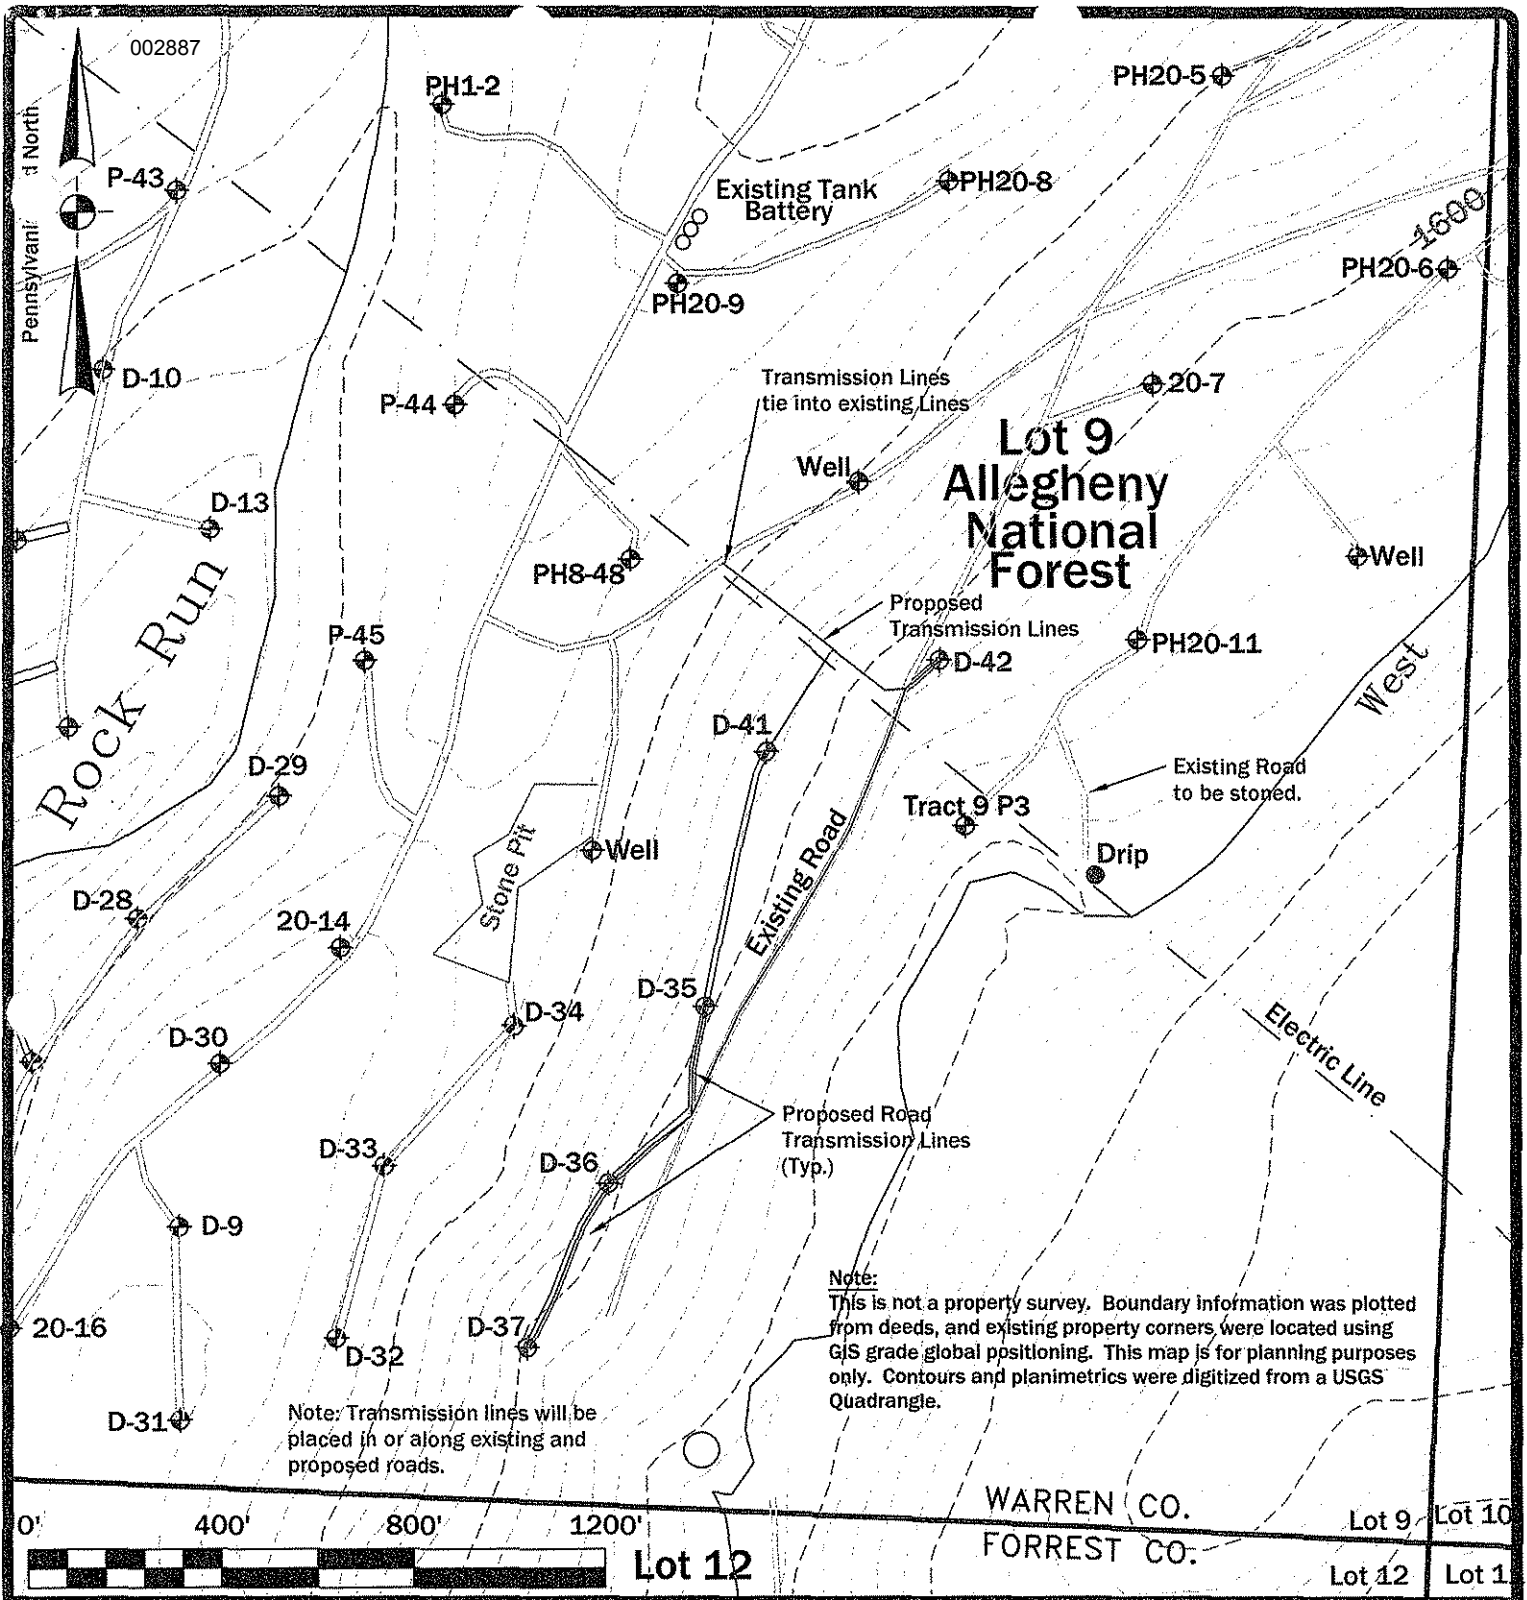 002887
PH1-2
PH20-5
d North
Pennsylvani
P-43
Existing Tank
Battery
PH20-8
1600
PH20-6
PH20-9
D-10
P-44
Transmission Lines
tie into existing Lines
20-7
Lot 9
Allegheny
National
Forest
Well
D-13
PH8-48
Well
Rock Run
P-45
Proposed
Transmission Lines
D-42
PH20-11
West
D-41
D-29
Existing Road
to be stoned.
Tract 9 P3
Stone Pit
Well
Existing Road
Drip
D-28
20-14
D-35
D-34
Electric Line
D-30
Proposed Road
Transmission Lines
(Typ.)
D-33
D-36
D-9
Note:
This is not a property survey. Boundary information was plotted
from deeds, and existing property corners were located using
GIS grade global positioning. This map is for planning purposes
only. Contours and planimetrics were digitized from a USGS
Quadrangle.
20-16
D-32
D-37
D-31
Note: Transmission lines will be
placed in or along existing and
proposed roads.
WARREN CO.
FORREST CO.
Lot 9
Lot 10
0' 400' 800' 1200'
Lot 12
Lot 12
Lot 1